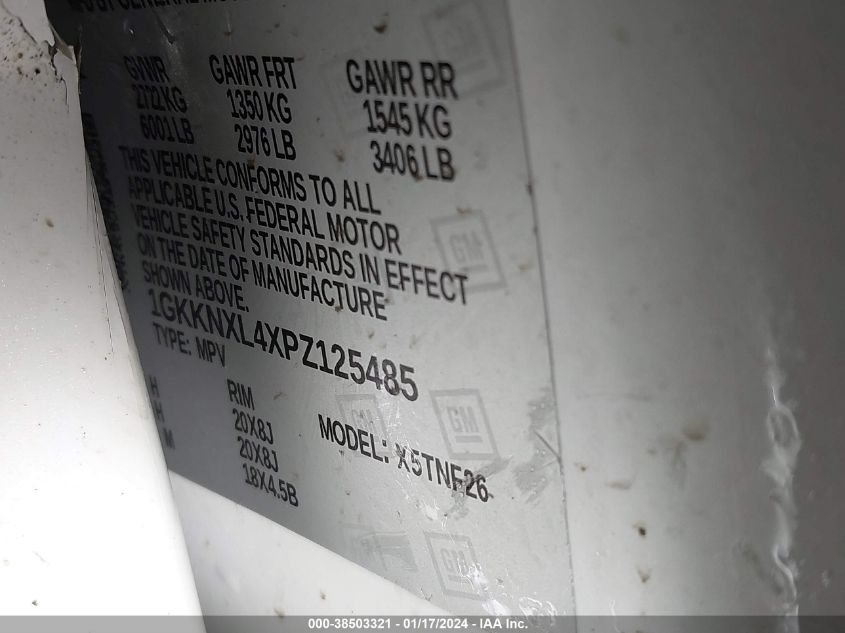 GENERAL
GVWR GAWR FRT GAWR RR
2722 KG 1350 KG 1545 KG
6001 LB 2976 LB 3406 LB
THIS VEHICLE CONFORMS TO ALL
APPLICABLE U.S. FEDERAL MOTOR
VEHICLE SAFETY STANDARDS IN EFFECT
ON THE DATE OF MANUFACTURE
SHOWN ABOVE.
1GKKNXL4XPZ125485
TYPE: MPV
H RIM
H 20X8J
M 20X8J
18X4.5B
MODEL: X5TNF26
GM
GM
GM
GM
GM
000-38503321 - 01/17/2024 - IAA Inc.